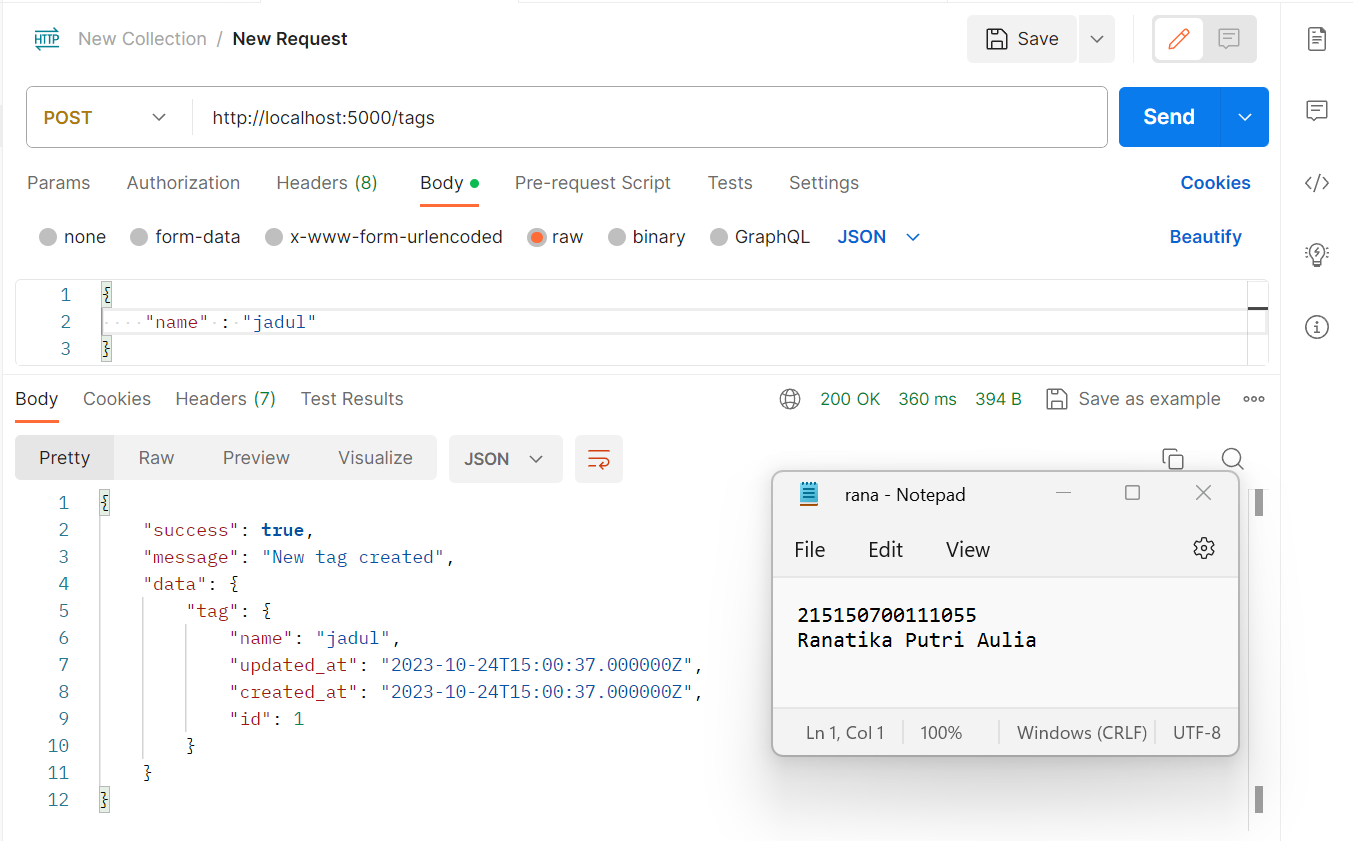 HTTP New Collection / New Request Save
POST http://localhost:5000/tags Send
Params Authorization Headers (8) Body Pre-request Script Tests Settings Cookies
none form-data x-www-form-urlencoded raw binary GraphQL JSON Beautify
1 {
2 ····"name"·:·"jadul"
3 }
Body Cookies Headers (7) Test Results 200 OK 360 ms 394 B Save as example
Pretty Raw Preview Visualize JSON
1 {
2 "success": true,
3 "message": "New tag created",
4 "data": {
5 "tag": {
6 "name": "jadul",
7 "updated_at": "2023-10-24T15:00:37.000000Z",
8 "created_at": "2023-10-24T15:00:37.000000Z",
9 "id": 1
10 }
11 }
12 }
rana - Notepad
File Edit View
215150700111055
Ranatika Putri Aulia
Ln 1, Col 1 100% Windows (CRLF) UTF-8